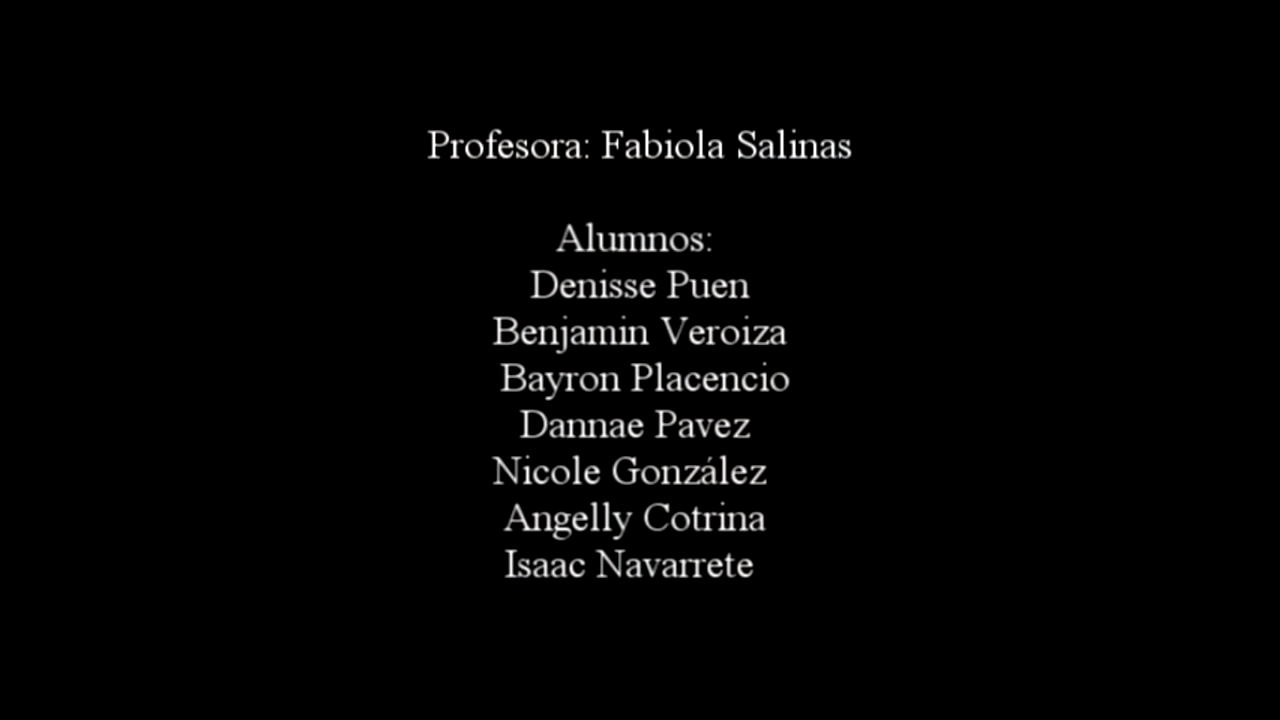 Profesora: Fabiola Salinas
Alumnos:
Denisse Puen
Benjamin Veroiza
Bayron Placencio
Dannae Pavez
Nicole González
Angelly Cotrina
Isaac Navarrete